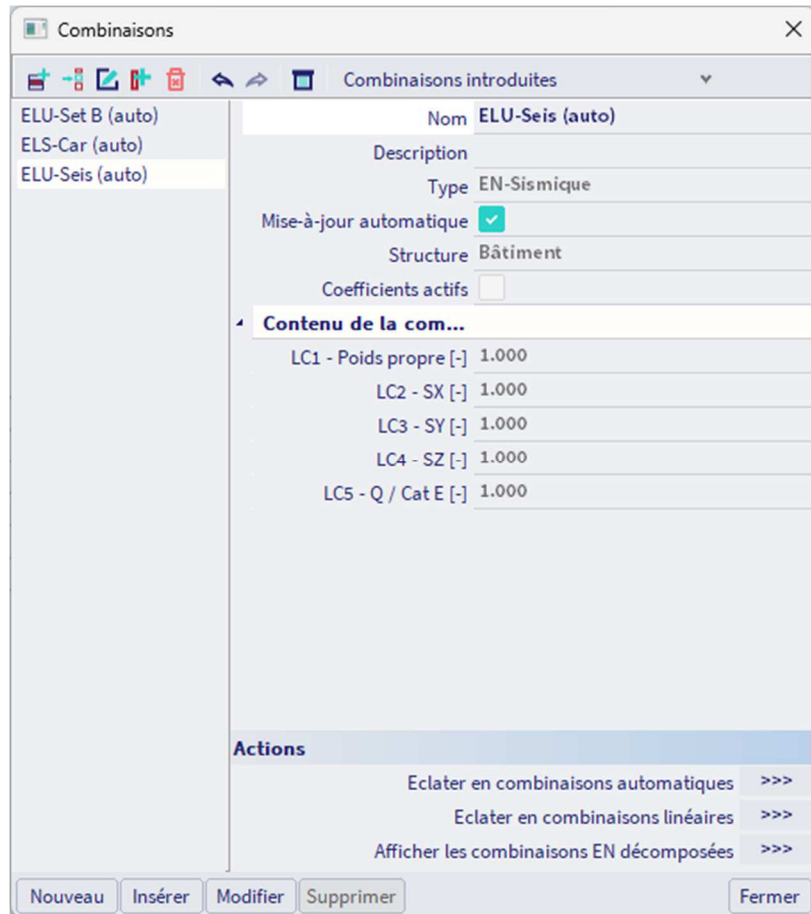 Combinaisons
Combinaisons introduites
ELU-Set B (auto)
ELS-Car (auto)
ELU-Seis (auto)
Nom ELU-Seis (auto)
Description
Type EN-Sismique
Mise-à-jour automatique
Structure Bâtiment
Coefficients actifs
Contenu de la com...
LC1 - Poids propre [-] 1.000
LC2 - SX [-] 1.000
LC3 - SY [-] 1.000
LC4 - SZ [-] 1.000
LC5 - Q / Cat E [-] 1.000
Actions
Eclater en combinaisons automatiques >>>
Eclater en combinaisons linéaires >>>
Afficher les combinaisons EN décomposées >>>
Nouveau Insérer Modifier Supprimer Fermer